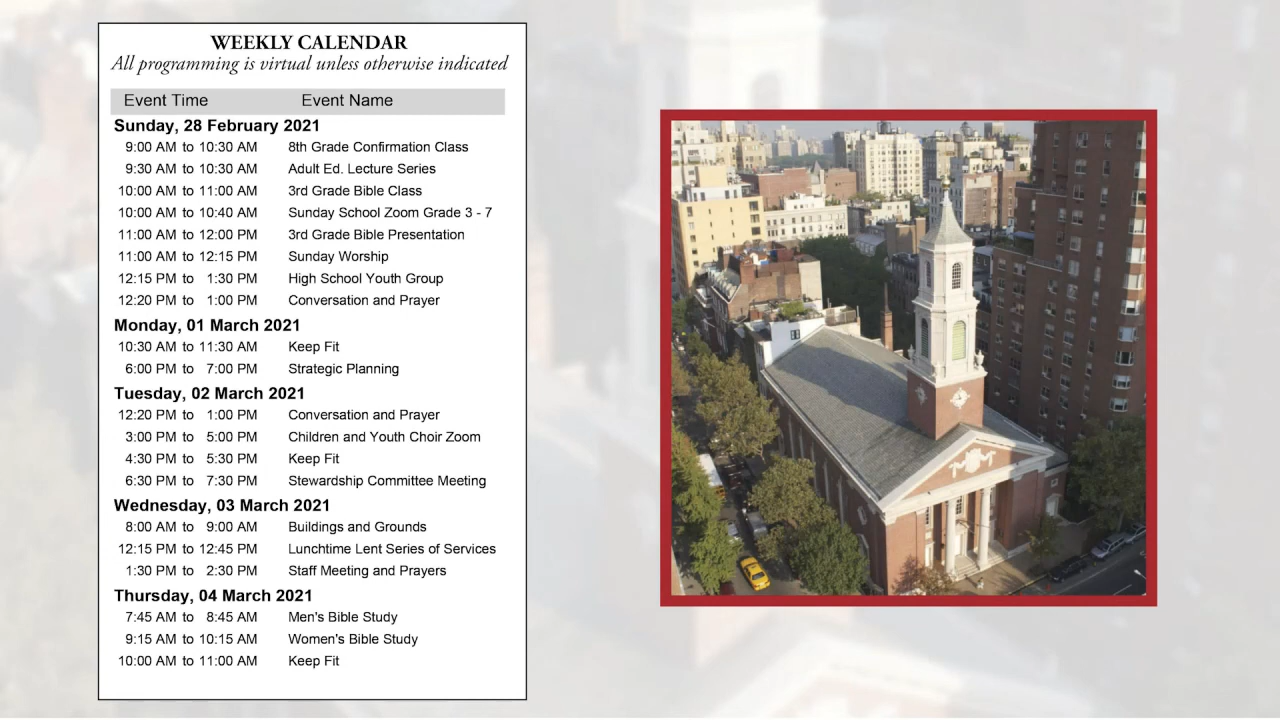 WEEKLY CALENDAR
All programming is virtual unless otherwise indicated
Event Time Event Name
Sunday, 28 February 2021
9:00 AM to 10:30 AM 8th Grade Confirmation Class
9:30 AM to 10:30 AM Adult Ed. Lecture Series
10:00 AM to 11:00 AM 3rd Grade Bible Class
10:00 AM to 10:40 AM Sunday School Zoom Grade 3 - 7
11:00 AM to 12:00 PM 3rd Grade Bible Presentation
11:00 AM to 12:15 PM Sunday Worship
12:15 PM to 1:30 PM High School Youth Group
12:20 PM to 1:00 PM Conversation and Prayer
Monday, 01 March 2021
10:30 AM to 11:30 AM Keep Fit
6:00 PM to 7:00 PM Strategic Planning
Tuesday, 02 March 2021
12:20 PM to 1:00 PM Conversation and Prayer
3:00 PM to 5:00 PM Children and Youth Choir Zoom
4:30 PM to 5:30 PM Keep Fit
6:30 PM to 7:30 PM Stewardship Committee Meeting
Wednesday, 03 March 2021
8:00 AM to 9:00 AM Buildings and Grounds
12:15 PM to 12:45 PM Lunchtime Lent Series of Services
1:30 PM to 2:30 PM Staff Meeting and Prayers
Thursday, 04 March 2021
7:45 AM to 8:45 AM Men's Bible Study
9:15 AM to 10:15 AM Women's Bible Study
10:00 AM to 11:00 AM Keep Fit